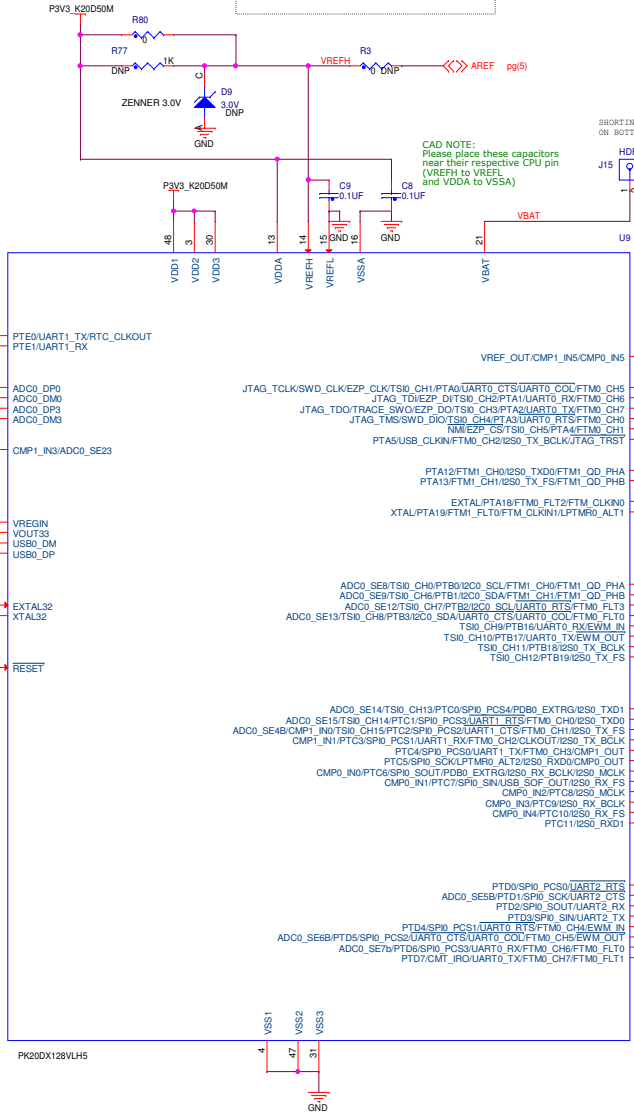 P3V3_K20D50M
R80
0
R77
DNP
1K
VREFH
R3
0
DNP
AREF
pg(5)
C
D9
ZENNER 3.0V
3.0V
DNP
A
GND
SHORTIN
ON BOTT
CAD NOTE:
Please place these capacitors
near their respective CPU pin
(VREFH to VREFL
and VDDA to VSSA)
HDR
J15
P3V3_K20D50M
C9
0.1UF
C8
0.1UF
1
2
VBAT
GND
GND
48
3
30
13
14
15
16
21
U9
VDD1
VDD2
VDD3
VDDA
VREFH
VREFL
VSSA
VBAT
PTE0/UART1_TX/RTC_CLKOUT
PTE1/UART1_RX
VREF_OUT/CMP1_IN5/CMP0_IN5
ADC0_DP0
ADC0_DM0
ADC0_DP3
ADC0_DM3
JTAG_TCLK/SWD_CLK/EZP_CLK/TSI0_CH1/PTA0/UART0_CTS/UART0_COL/FTM0_CH5
JTAG_TDI/EZP_DI/TSI0_CH2/PTA1/UART0_RX/FTM0_CH6
JTAG_TDO/TRACE_SWO/EZP_DO/TSI0_CH3/PTA2/UART0_TX/FTM0_CH7
JTAG_TMS/SWD_DIO/TSI0_CH4/PTA3/UART0_RTS/FTM0_CH0
NMI/EZP_CS/TSI0_CH5/PTA4/FTM0_CH1
PTA5/USB_CLKIN/FTM0_CH2/I2S0_TX_BCLK/JTAG_TRST
CMP1_IN3/ADC0_SE23
PTA12/FTM1_CH0/I2S0_TXD0/FTM1_QD_PHA
PTA13/FTM1_CH1/I2S0_TX_FS/FTM1_QD_PHB
EXTAL/PTA18/FTM0_FLT2/FTM_CLKIN0
XTAL/PTA19/FTM1_FLT0/FTM_CLKIN1/LPTMR0_ALT1
VREGIN
VOUT33
USB0_DM
USB0_DP
ADC0_SE8/TSI0_CH0/PTB0/I2C0_SCL/FTM1_CH0/FTM1_QD_PHA
ADC0_SE9/TSI0_CH6/PTB1/I2C0_SDA/FTM1_CH1/FTM1_QD_PHB
ADC0_SE12/TSI0_CH7/PTB2/I2C0_SCL/UART0_RTS/FTM0_FLT3
ADC0_SE13/TSI0_CH8/PTB3/I2C0_SDA/UART0_CTS/UART0_COL/FTM0_FLT0
TSI0_CH9/PTB16/UART0_RX/EWM_IN
TSI0_CH10/PTB17/UART0_TX/EWM_OUT
TSI0_CH11/PTB18/I2S0_TX_BCLK
TSI0_CH12/PTB19/I2S0_TX_FS
EXTAL32
XTAL32
RESET
ADC0_SE14/TSI0_CH13/PTC0/SPI0_PCS4/PDB0_EXTRG/I2S0_TXD1
ADC0_SE15/TSI0_CH14/PTC1/SPI0_PCS3/UART1_RTS/FTM0_CH0/I2S0_TXD0
ADC0_SE4B/CMP1_IN0/TSI0_CH15/PTC2/SPI0_PCS2/UART1_CTS/FTM0_CH1/I2S0_TX_FS
CMP1_IN1/PTC3/SPI0_PCS1/UART1_RX/FTM0_CH2/CLKOUT/I2S0_TX_BCLK
PTC4/SPI0_PCS0/UART1_TX/FTM0_CH3/CMP1_OUT
PTC5/SPI0_SCK/LPTMR0_ALT2/I2S0_RXD0/CMP0_OUT
CMP0_IN0/PTC6/SPI0_SOUT/PDB0_EXTRG/I2S0_RX_BCLK/I2S0_MCLK
CMP0_IN1/PTC7/SPI0_SIN/USB_SOF_OUT/I2S0_RX_FS
CMP0_IN2/PTC8/I2S0_MCLK
CMP0_IN3/PTC9/I2S0_RX_BCLK
CMP0_IN4/PTC10/I2S0_RX_FS
PTC11/I2S0_RXD1
PTD0/SPI0_PCS0/UART2_RTS
ADC0_SE5B/PTD1/SPI0_SCK/UART2_CTS
PTD2/SPI0_SOUT/UART2_RX
PTD3/SPI0_SIN/UART2_TX
PTD4/SPI0_PCS1/UART0_RTS/FTM0_CH4/EWM_IN
ADC0_SE6B/PTD5/SPI0_PCS2/UART0_CTS/UART0_COL/FTM0_CH5/EWM_OUT
ADC0_SE7b/PTD6/SPI0_PCS3/UART0_RX/FTM0_CH6/FTM0_FLT0
PTD7/CMT_IRO/UART0_TX/FTM0_CH7/FTM0_FLT1
VSS1
VSS2
VSS3
4
47
31
PK20DX128VLH5
GND